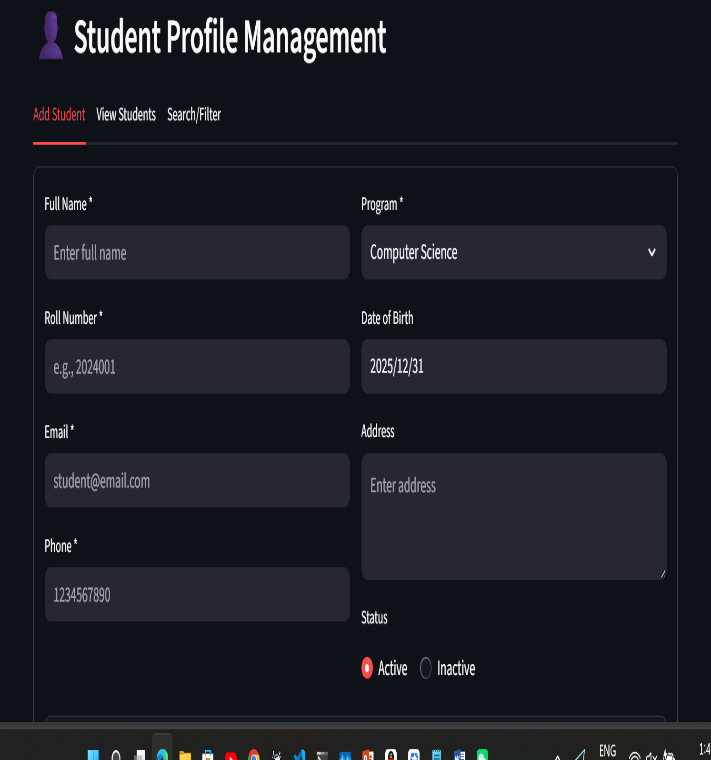 Student Profile Management
Add Student View Students Search/Filter
Full Name *
Enter full name
Roll Number *
e.g., 2024001
Email *
student@email.com
Phone *
1234567890
Program *
Computer Science
Date of Birth
2025/12/31
Address
Enter address
Status
Active Inactive
ENG